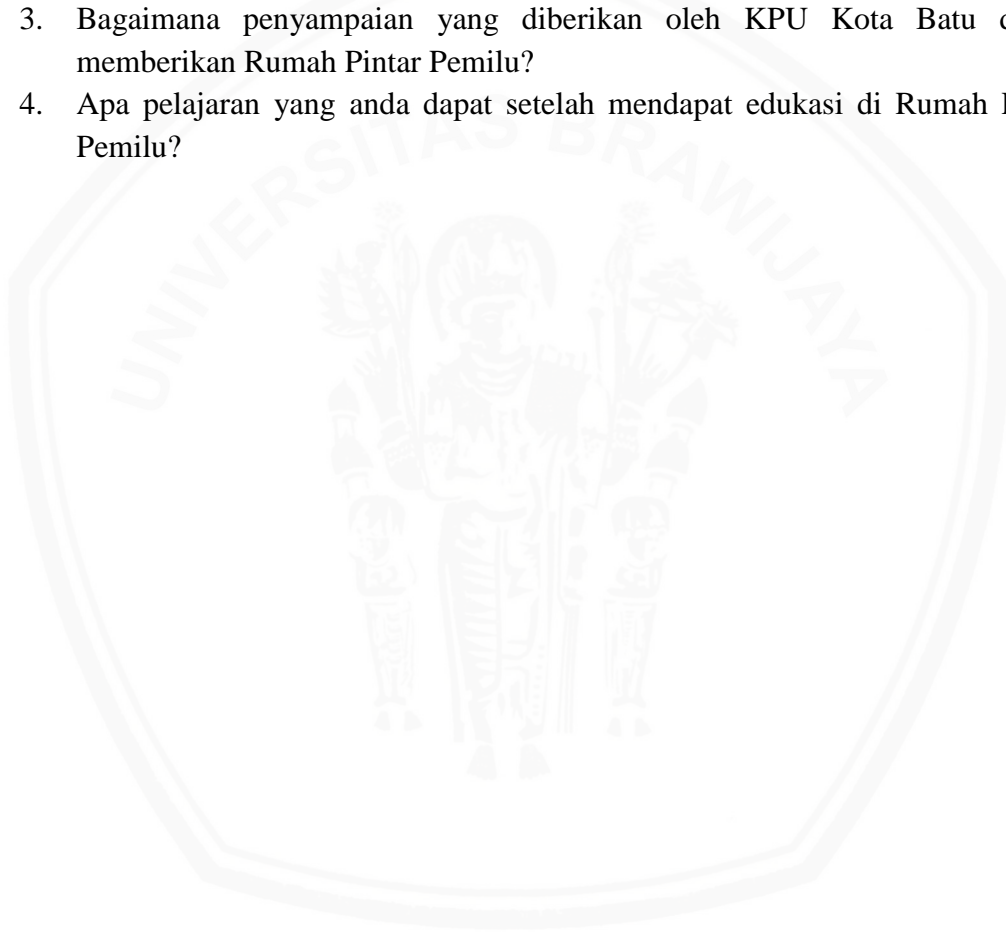 3. Bagaimana penyampaian yang diberikan oleh KPU Kota Batu
memberikan Rumah Pintar Pemilu?
4. Apa pelajaran yang anda dapat setelah mendapat edukasi di Rumah
Pemilu?
UNIVERSITAS BRAWIJAYA